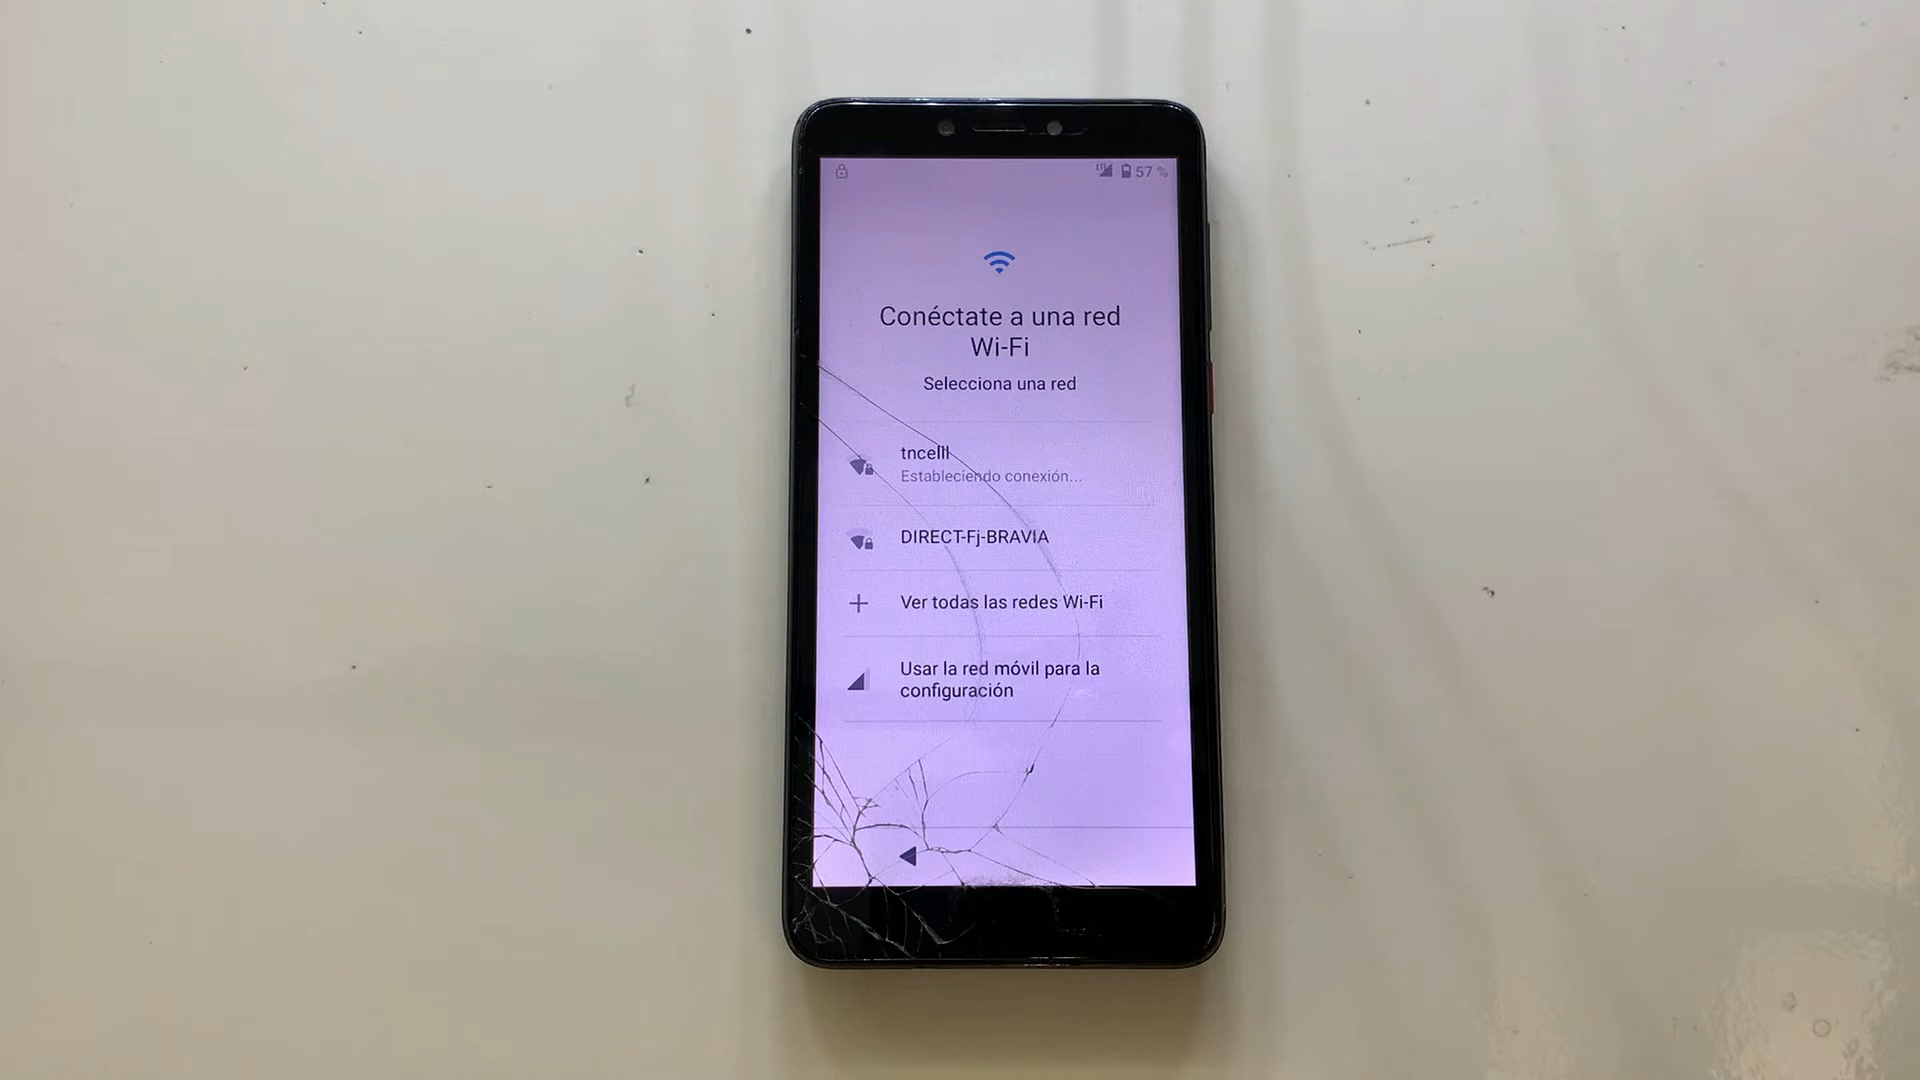 LTE 57 %
Conéctate a una red
Wi-Fi
Selecciona una red
tncelll
Estableciendo conexión...
DIRECT-Fj-BRAVIA
Ver todas las redes Wi-Fi
Usar la red móvil para la
configuración